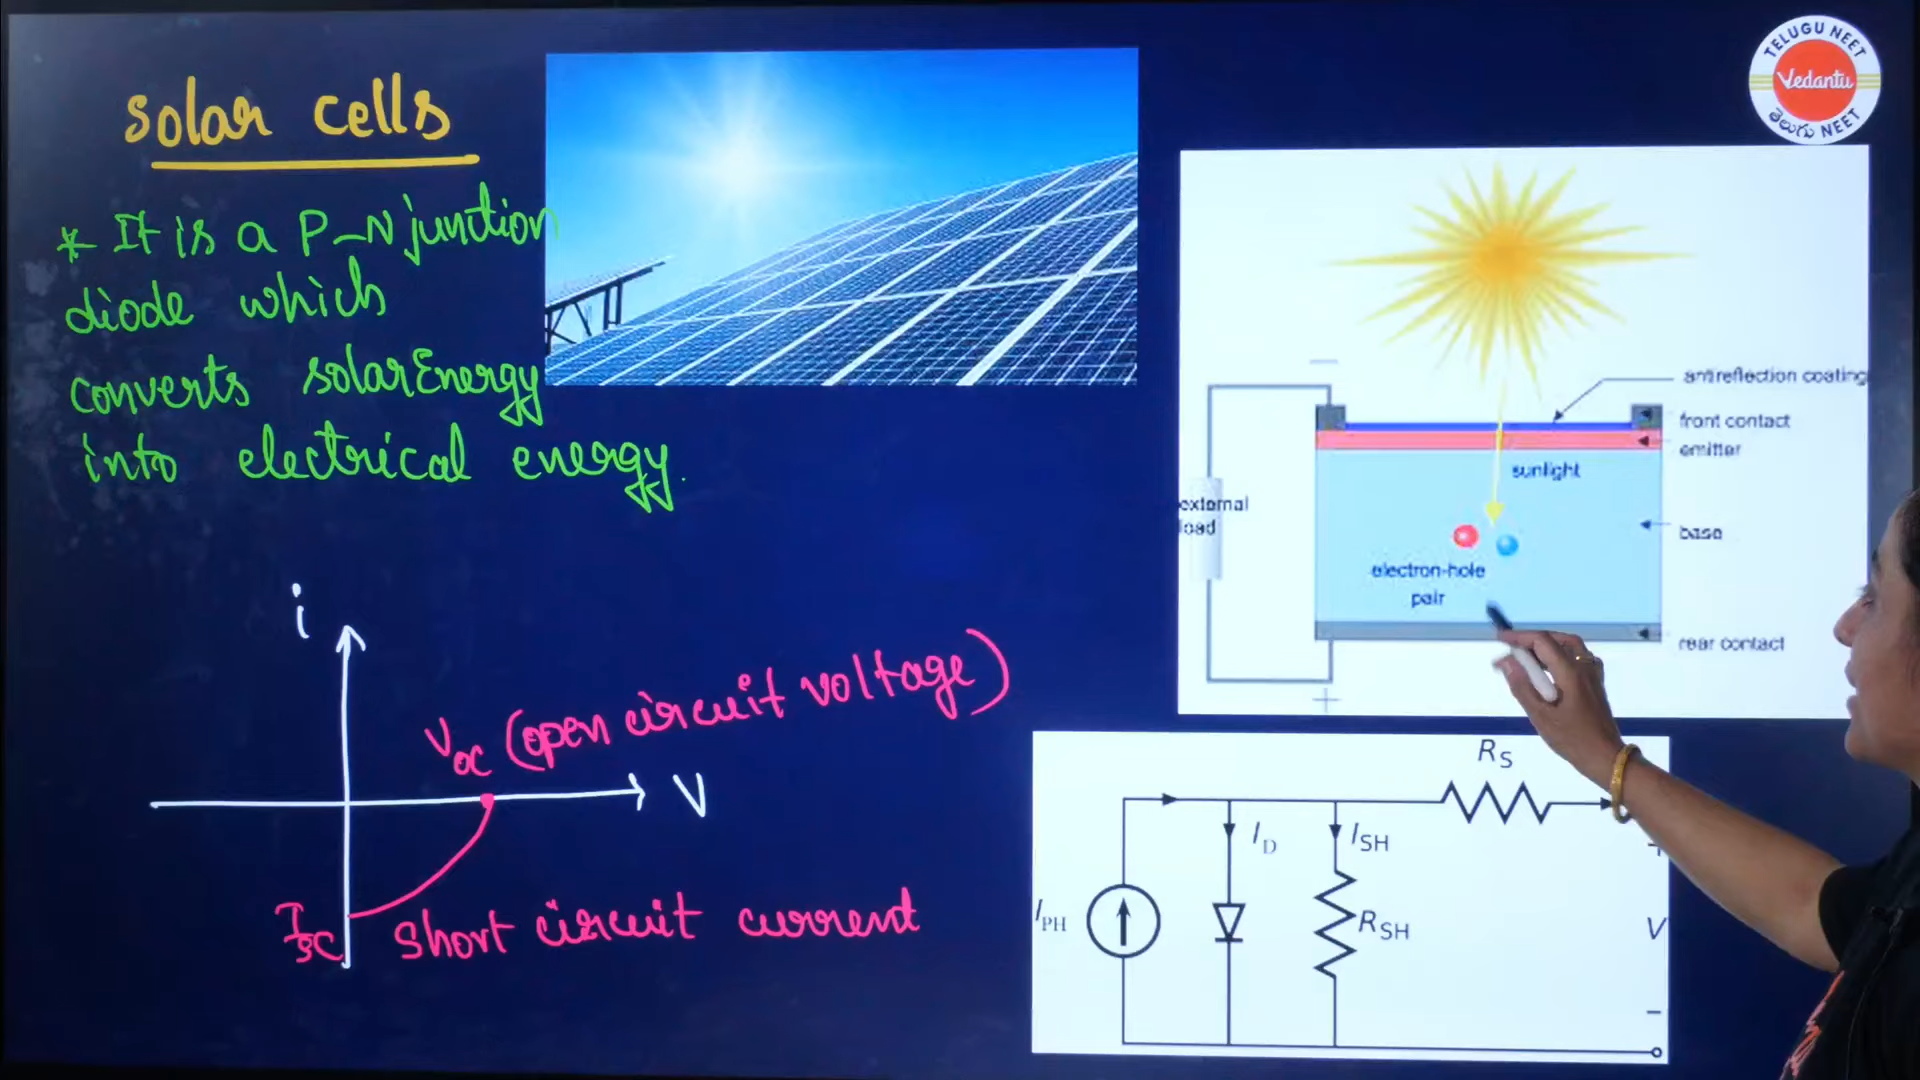 solar cells
* It is a P-N junction
diode which
converts solar Energy
into electrical energy.
i
Voc (open circuit voltage)
V
Isc short circuit current
TELUGU NEET
Vedantu
తెలుగు NEET
antireflection coating
front contact
emitter
sunlight
external
load
base
electron-hole
pair
rear contact
−
+
RS
ID
ISH
IPH
RSH
+
V
−